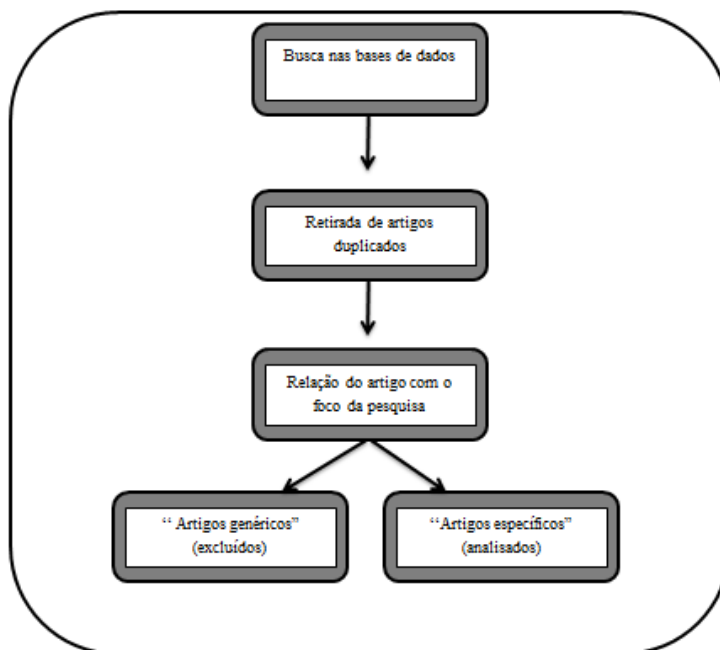 Busca nas bases de dados
Retirada de artigos
duplicados
Relação do artigo com o
foco da pesquisa
“ Artigos genéricos”
(excluídos)
“Artigos específicos”
(analisados)